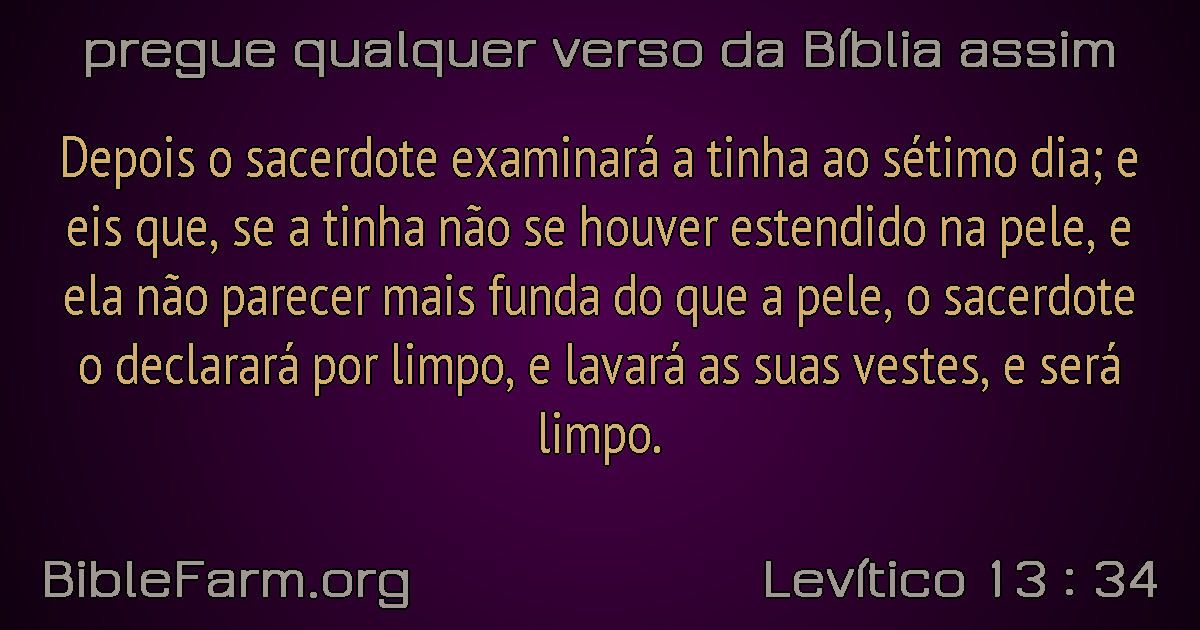 pregue qualquer verso da Bíblia assim
Depois o sacerdote examinará a tinha ao sétimo dia; e
eis que, se a tinha não se houver estendido na pele, e
ela não parecer mais funda do que a pele, o sacerdote
o declarará por limpo, e lavará as suas vestes, e será
limpo.
BibleFarm.org
Levítico 13 : 34